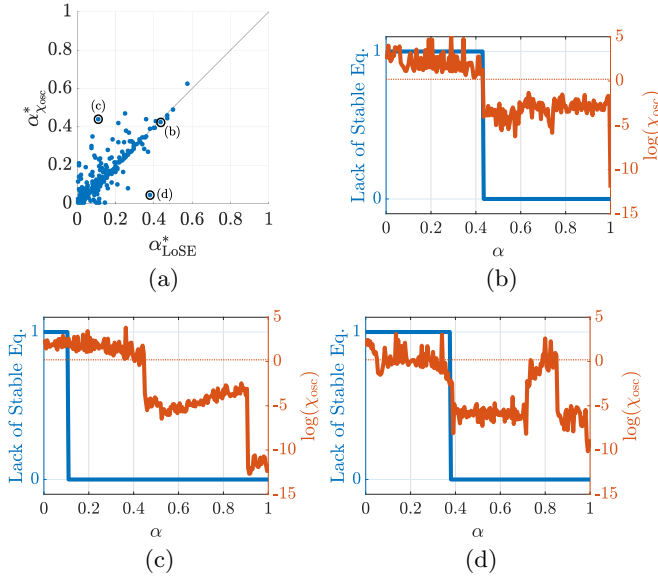 1
0.8
0.6
0.4
0.2
0
α*χosc
(c)
(b)
(d)
0 0.2 0.4 0.6 0.8 1
α*LoSE
(a)
Lack of Stable Eq.
1
0
5
0
-5
-10
-15
log(χosc)
0 0.2 0.4 0.6 0.8 1
α
(b)
Lack of Stable Eq.
1
0
5
0
-5
-10
-15
log(χosc)
0 0.2 0.4 0.6 0.8 1
α
(c)
Lack of Stable Eq.
1
0
5
0
-5
-10
-15
log(χosc)
0 0.2 0.4 0.6 0.8 1
α
(d)